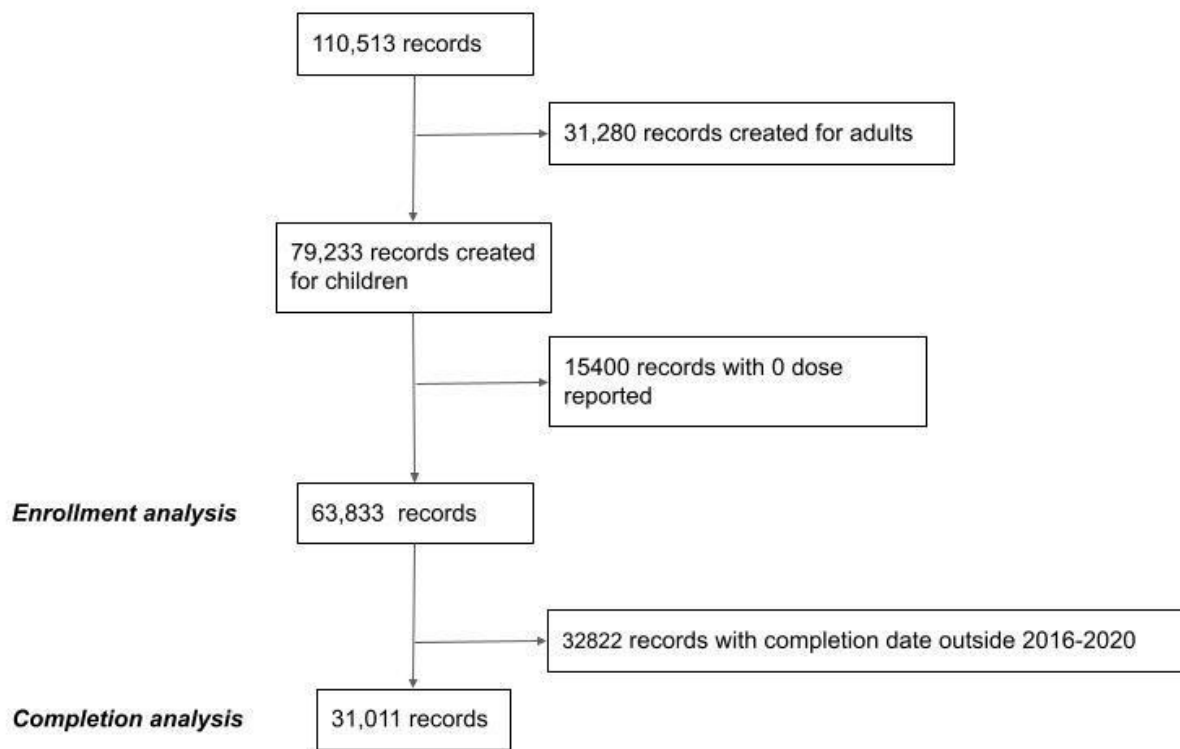 110,513 records
31,280 records created for adults
79,233 records created
for children
15400 records with 0 dose
reported
Enrollment analysis
63,833 records
32822 records with completion date outside 2016-2020
Completion analysis
31,011 records